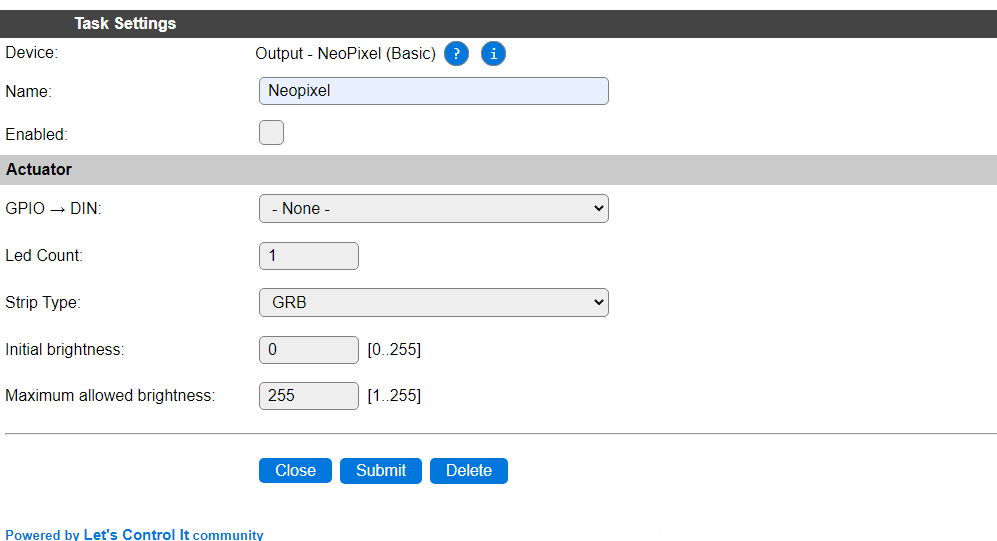 Task Settings
Device: Output - NeoPixel (Basic) ? i
Name: Neopixel
Enabled:
Actuator
GPIO → DIN: - None -
Led Count: 1
Strip Type: GRB
Initial brightness: 0 [0..255]
Maximum allowed brightness: 255 [1..255]
Close Submit Delete
Powered by Let's Control It community